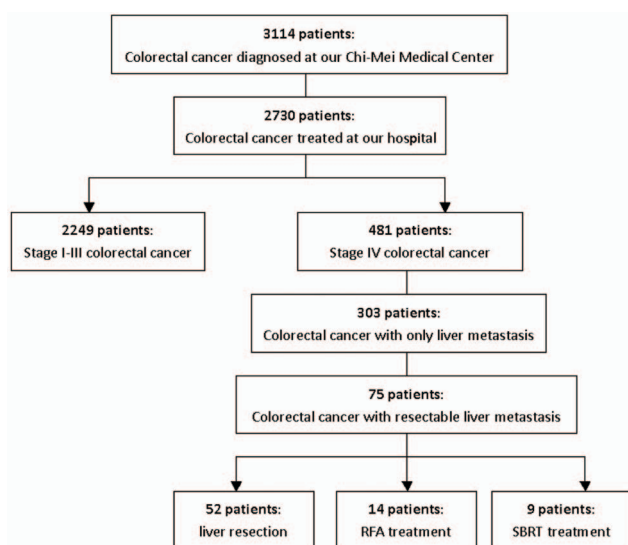 3114 patients:
Colorectal cancer diagnosed at our Chi-Mei Medical Center
2730 patients:
Colorectal cancer treated at our hospital
2249 patients:
Stage I-III colorectal cancer
481 patients:
Stage IV colorectal cancer
303 patients:
Colorectal cancer with only liver metastasis
75 patients:
Colorectal cancer with resectable liver metastasis
52 patients:
liver resection
14 patients:
RFA treatment
9 patients:
SBRT treatment